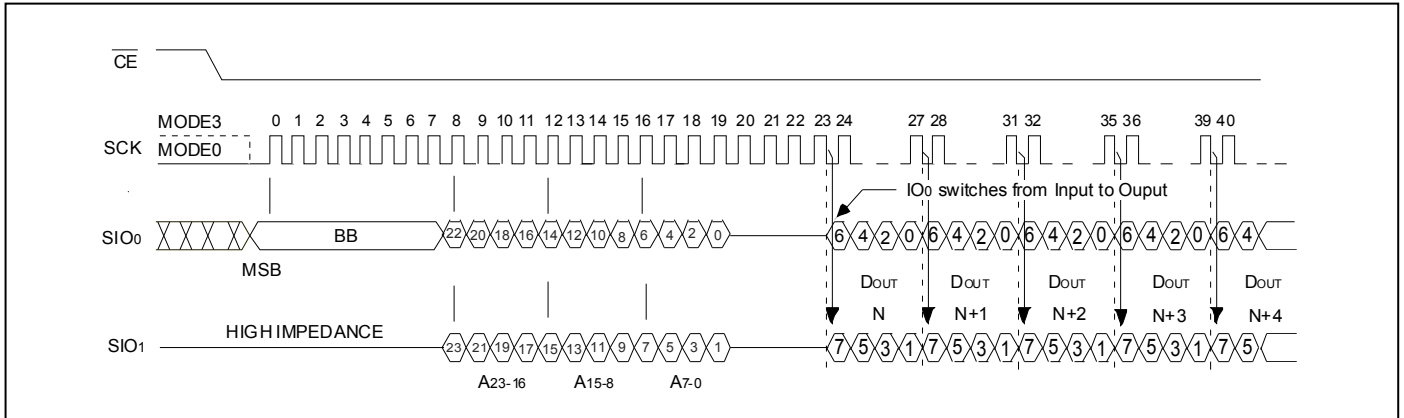 CE
MODE3 0 1 2 3 4 5 6 7 8 9 10 11 12 13 14 15 16 17 18 19 20 21 22 23 24 27 28 31 32 35 36 39 40
SCK MODE0
IO0 switches from Input to Ouput
SIO0 BB 22 20 18 16 14 12 10 8 6 4 2 0 6 4 2 0 6 4 2 0 6 4 2 0 6 4 2 0 6 4
MSB
DOUT DOUT DOUT DOUT DOUT
N N+1 N+2 N+3 N+4
SIO1 HIGH IMPEDANCE 23 21 19 17 15 13 11 9 7 5 3 1 7 5 3 1 7 5 3 1 7 5 3 1 7 5 3 1 7 5
A23-16 A15-8 A7-0